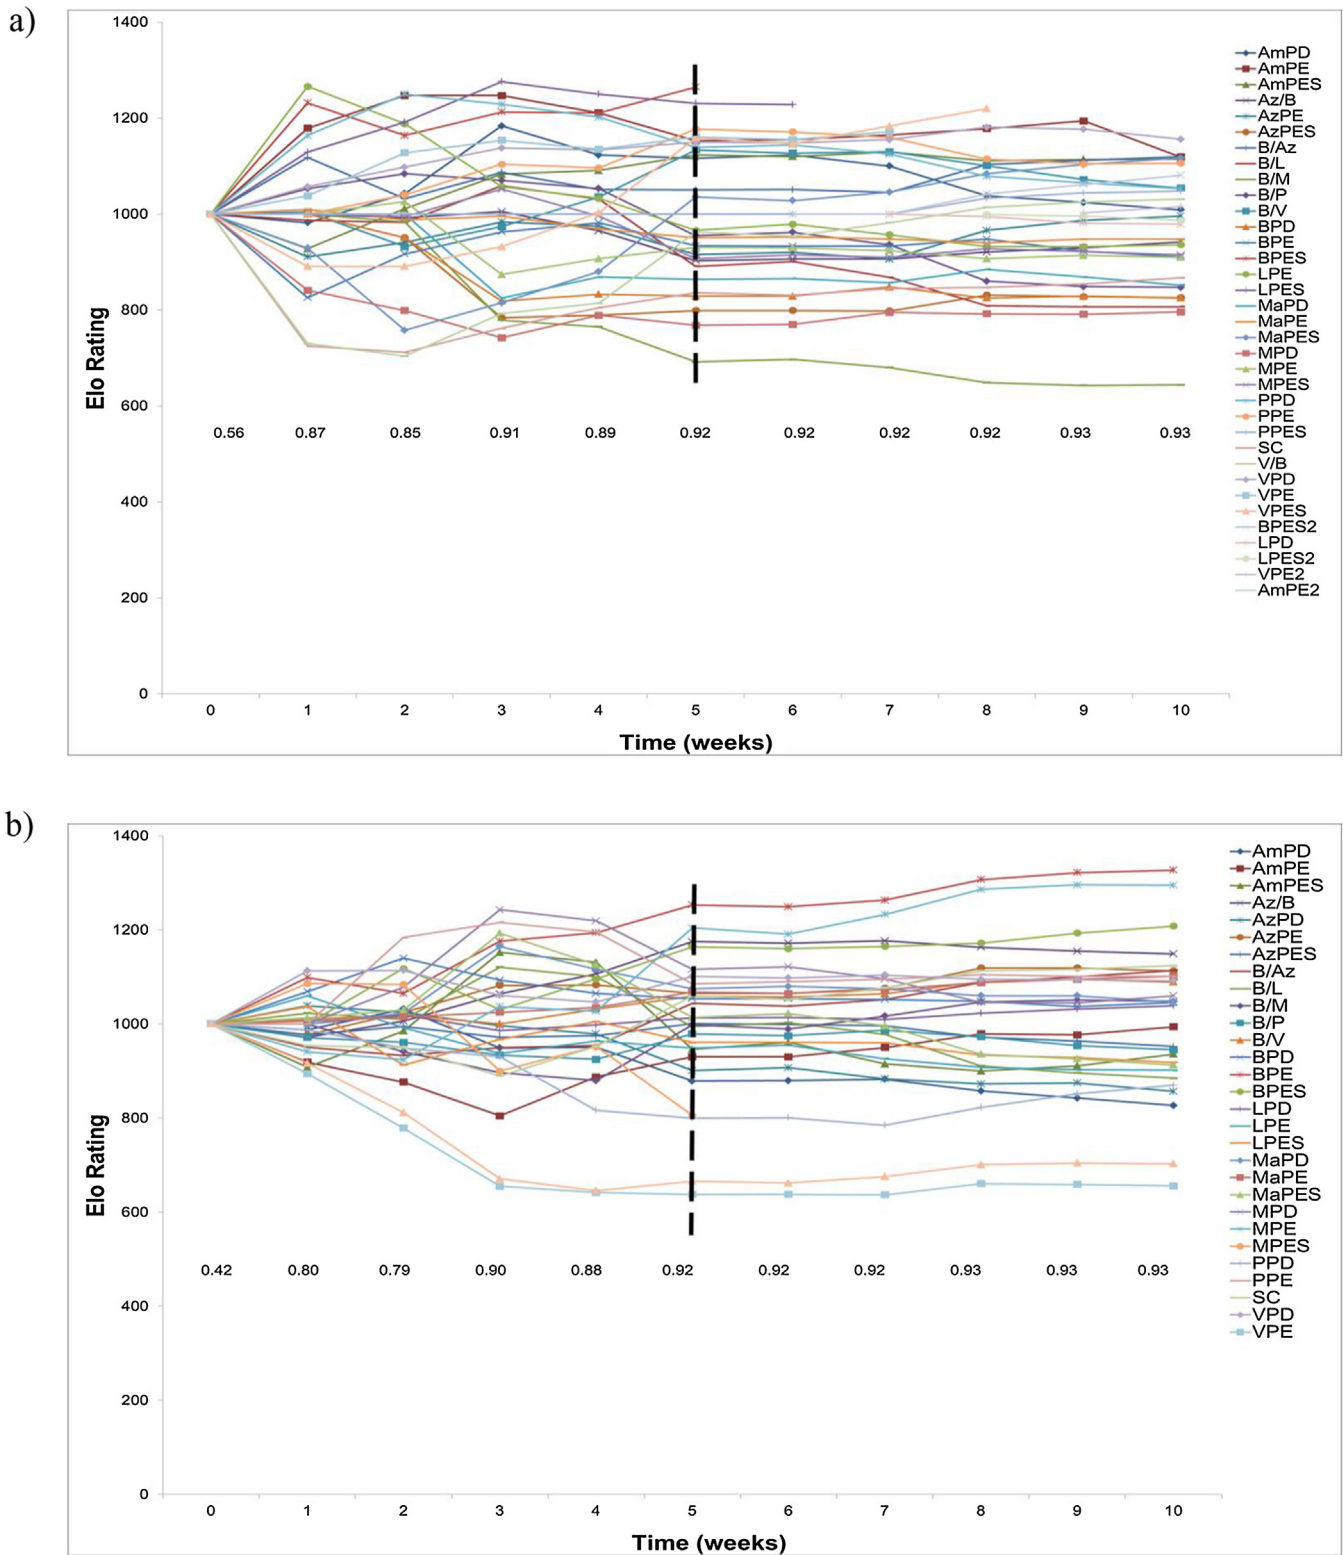 a)
1400
1200
1000
800
600
400
200
0
Elo Rating
0.56 0.87 0.85 0.91 0.89 0.92 0.92 0.92 0.92 0.93 0.93
0 1 2 3 4 5 6 7 8 9 10
Time (weeks)
AmPD
AmPE
AmPES
Az/B
AzPE
AzPES
B/Az
B/L
B/M
B/P
B/V
BPD
BPE
BPES
LPE
LPES
MaPD
MaPE
MaPES
MPD
MPE
MPES
PPD
PPE
PPES
SC
V/B
VPD
VPE
VPES
BPES2
LPD
LPES2
VPE2
AmPE2
b)
1400
1200
1000
800
600
400
200
0
Elo Rating
0.42 0.80 0.79 0.90 0.88 0.92 0.92 0.92 0.93 0.93 0.93
0 1 2 3 4 5 6 7 8 9 10
Time (weeks)
AmPD
AmPE
AmPES
Az/B
AzPD
AzPE
AzPES
B/Az
B/L
B/M
B/P
B/V
BPD
BPE
BPES
LPD
LPE
LPES
MaPD
MaPE
MaPES
MPD
MPE
MPES
PPD
PPE
SC
VPD
VPE